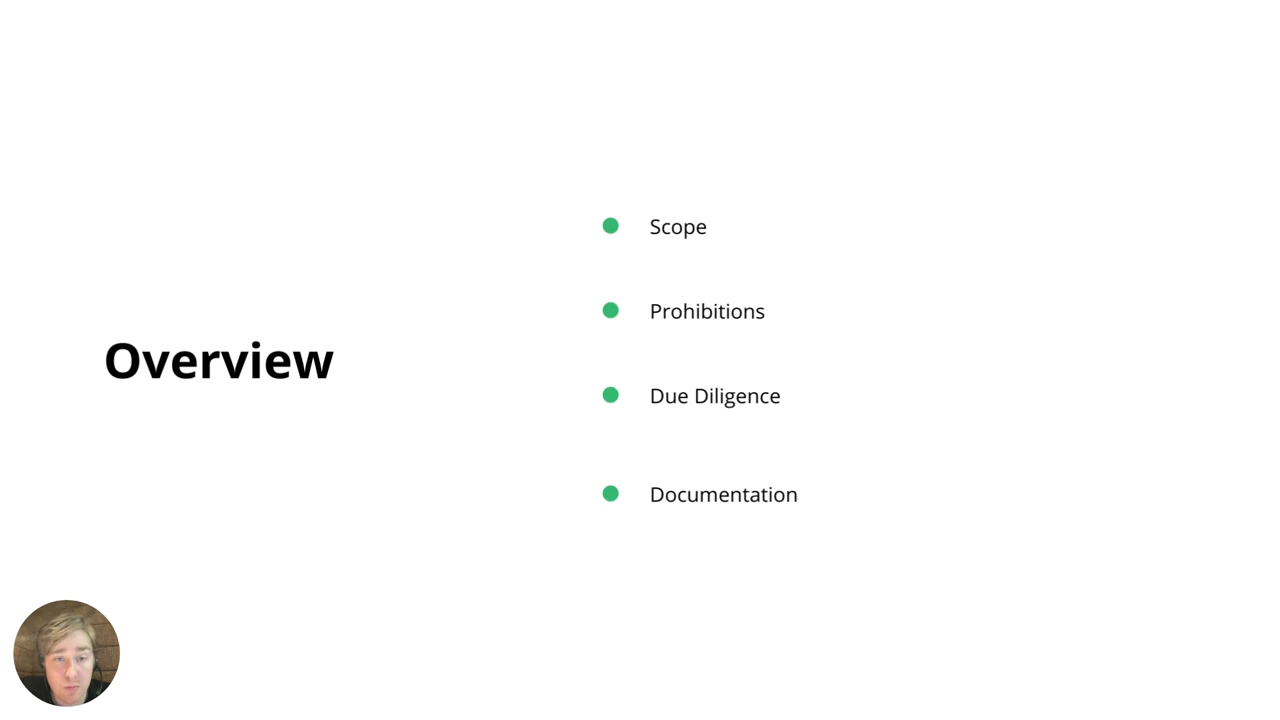 Overview
Scope
Prohibitions
Due Diligence
Documentation